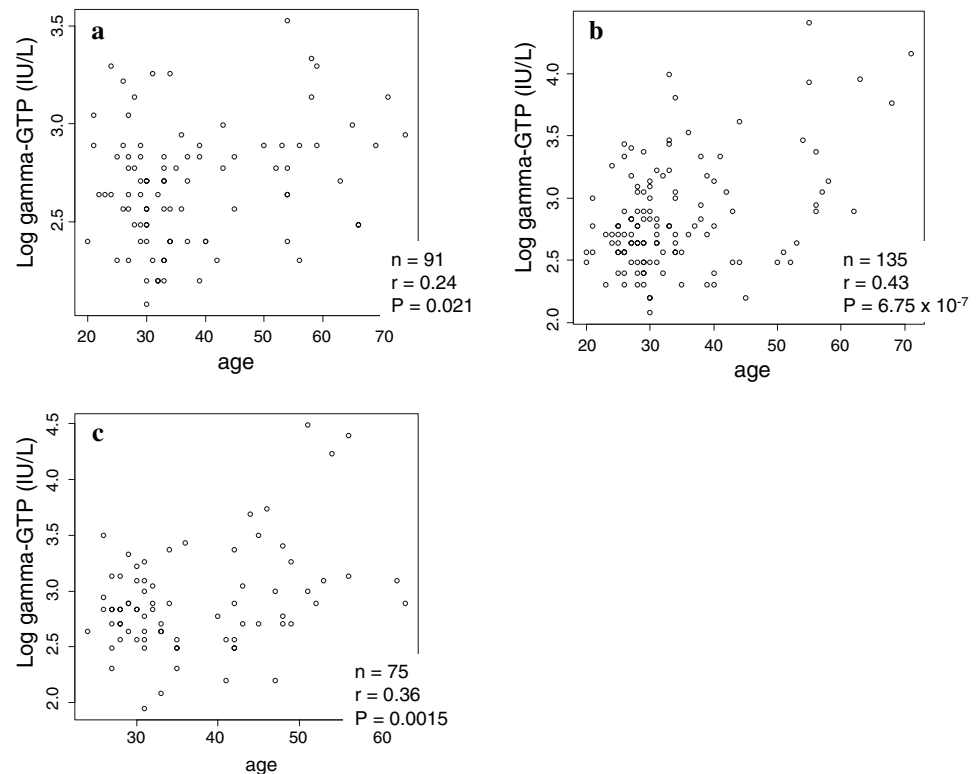 a
Log gamma-GTP (IU/L)
3.5
3.0
2.5
n = 91
r = 0.24
P = 0.021
20 30 40 50 60 70
age
b
Log gamma-GTP (IU/L)
4.0
3.5
3.0
2.5
2.0
n = 135
r = 0.43
P = 6.75 x 10⁻⁷
20 30 40 50 60 70
age
c
Log gamma-GTP (IU/L)
4.5
4.0
3.5
3.0
2.5
2.0
n = 75
r = 0.36
P = 0.0015
30 40 50 60
age